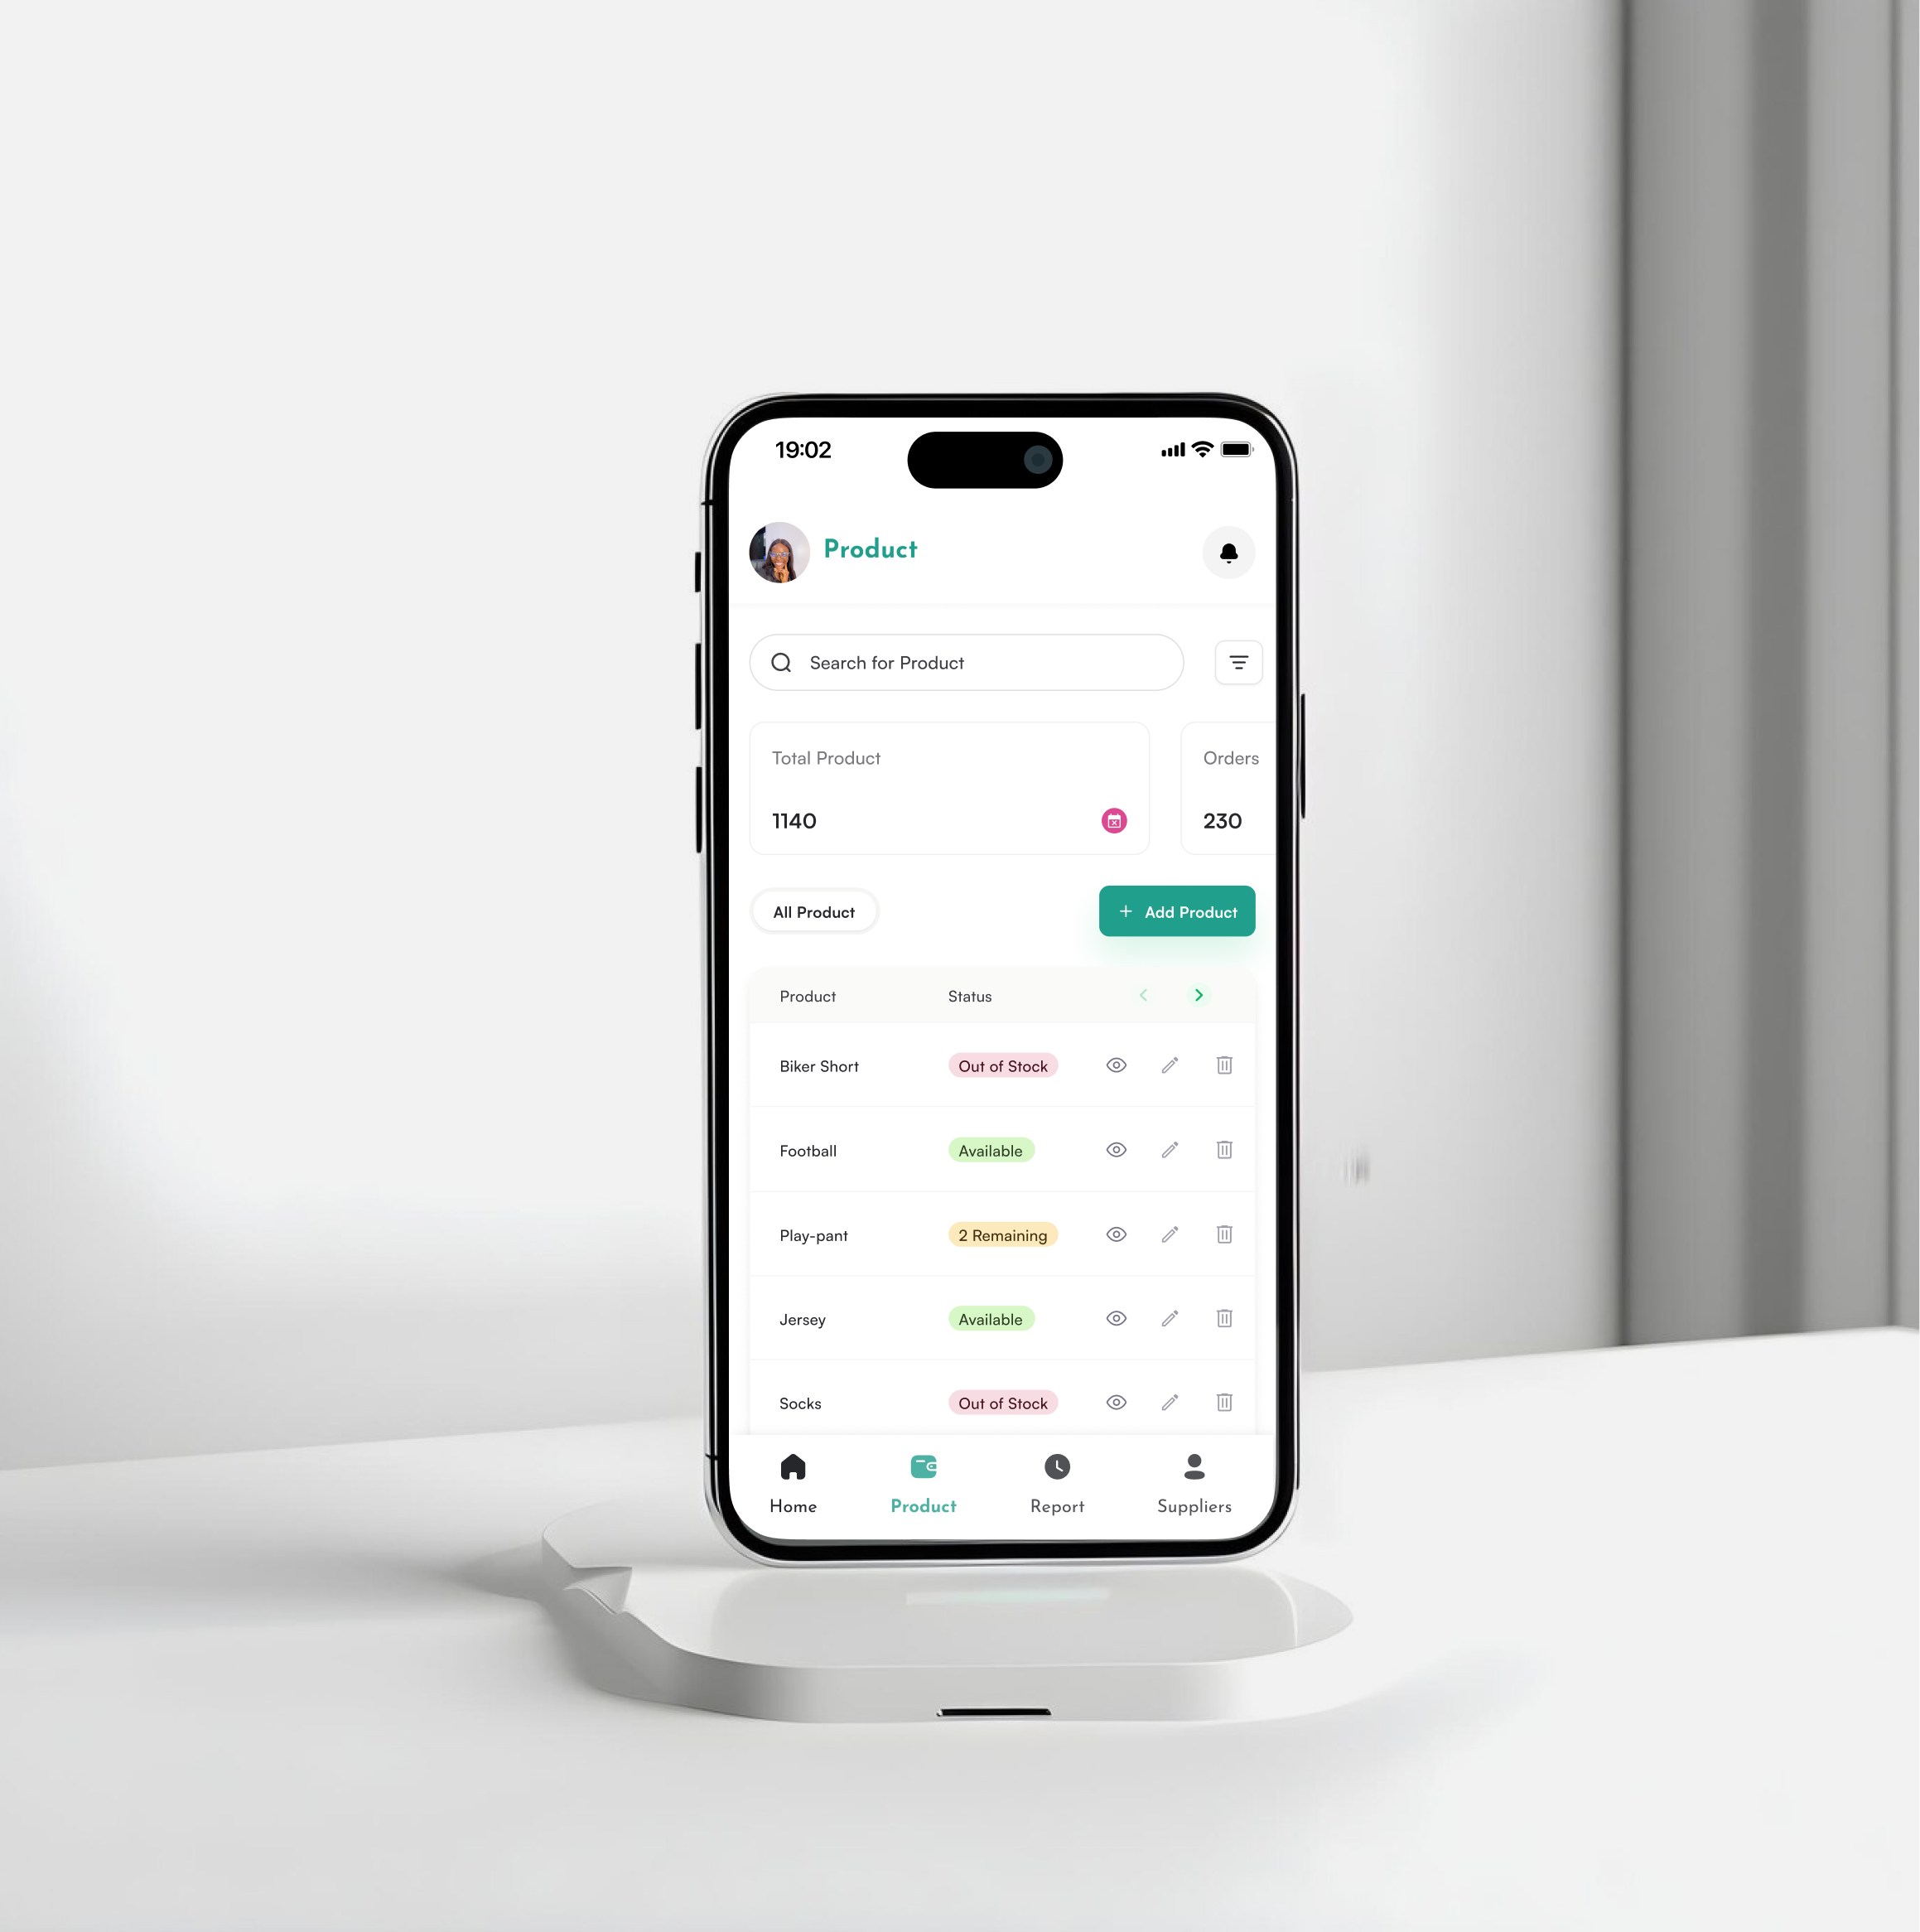 19:02
Product
Search for Product
Total Product
Orders
1140
230
All Product
+ Add Product
Product Status
Biker Short Out of Stock
Football Available
Play-pant 2 Remaining
Jersey Available
Socks Out of Stock
Home Product Report Suppliers